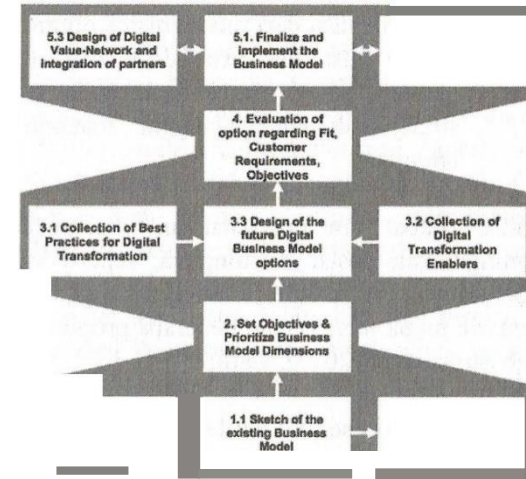 5.3 Design of Digital
Value-Network and
integration of partners
5.1. Finalize and
implement the
Business Model
4. Evaluation of
option regarding Fit,
Customer
Requirements,
Objectives
3.1 Collection of Best
Practices for Digital
Transformation
3.3 Design of the
future Digital
Business Model
options
3.2 Collection of
Digital
Transformation
Enablers
2. Set Objectives &
Prioritize Business
Model Dimensions
1.1 Sketch of the
existing Business
Model